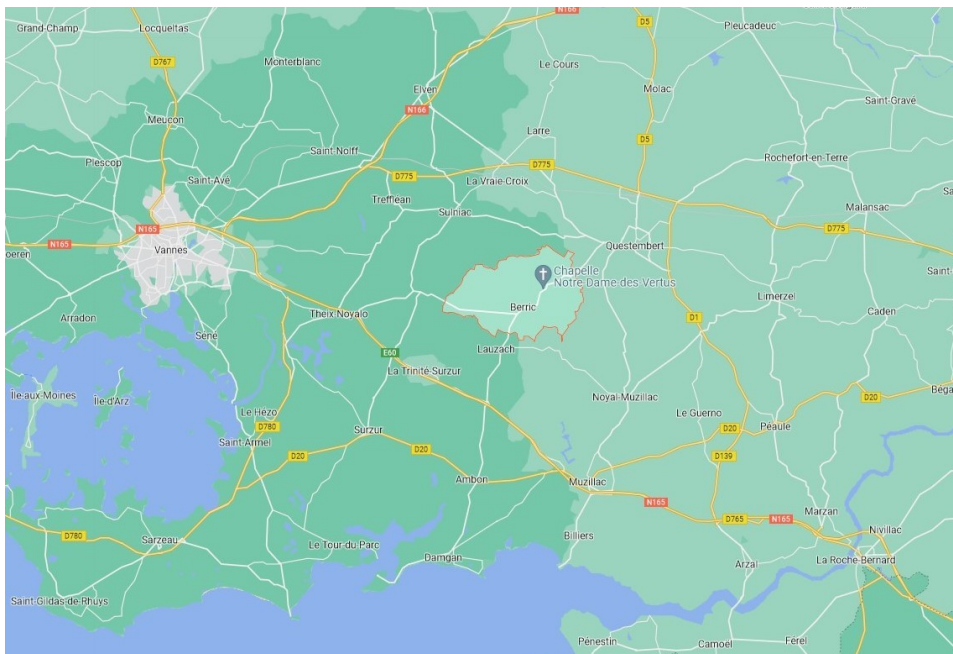 N166
D5
Pleucadeuc
Grand-Champ
Locqueltas
Monterblanc
D767
Le Cours
Elven
Molac
Saint-Gravé
N166
Meucon
Larré
D5
Saint-Nolff
Plescop
Rochefort-en-Terre
D775
D775
Saint-Avé
La Vraie-Croix
Treffléan
Sulniac
Malansac
N165
D775
N165
Vannes
Questembert
Chapelle
Notre Dame des Vertus
Limerzel
Berric
Caden
Theix-Noyalo
Arradon
D1
Séné
Lauzach
E60
La Trinité-Surzur
Île-aux-Moines
Île-d'Arz
Noyal-Muzillac
D20
Le Hézo
Le Guerno
D780
Péaule
Surzur
D20
Saint-Armel
D20
D20
D139
Ambon
Muzillac
N165
Marzan
D765
N165
Nivillac
D780
Sarzeau
Billiers
Le Tour-du-Parc
Damgan
Arzal
La Roche-Bernard
Saint-Gildas-de-Rhuys
Pénestin
Camoël
Férel